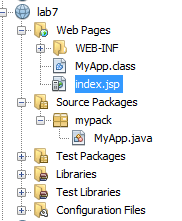 lab7
Web Pages
WEB-INF
MyApp.class
index.jsp
Source Packages
mypack
MyApp.java
Test Packages
Libraries
Test Libraries
Configuration Files